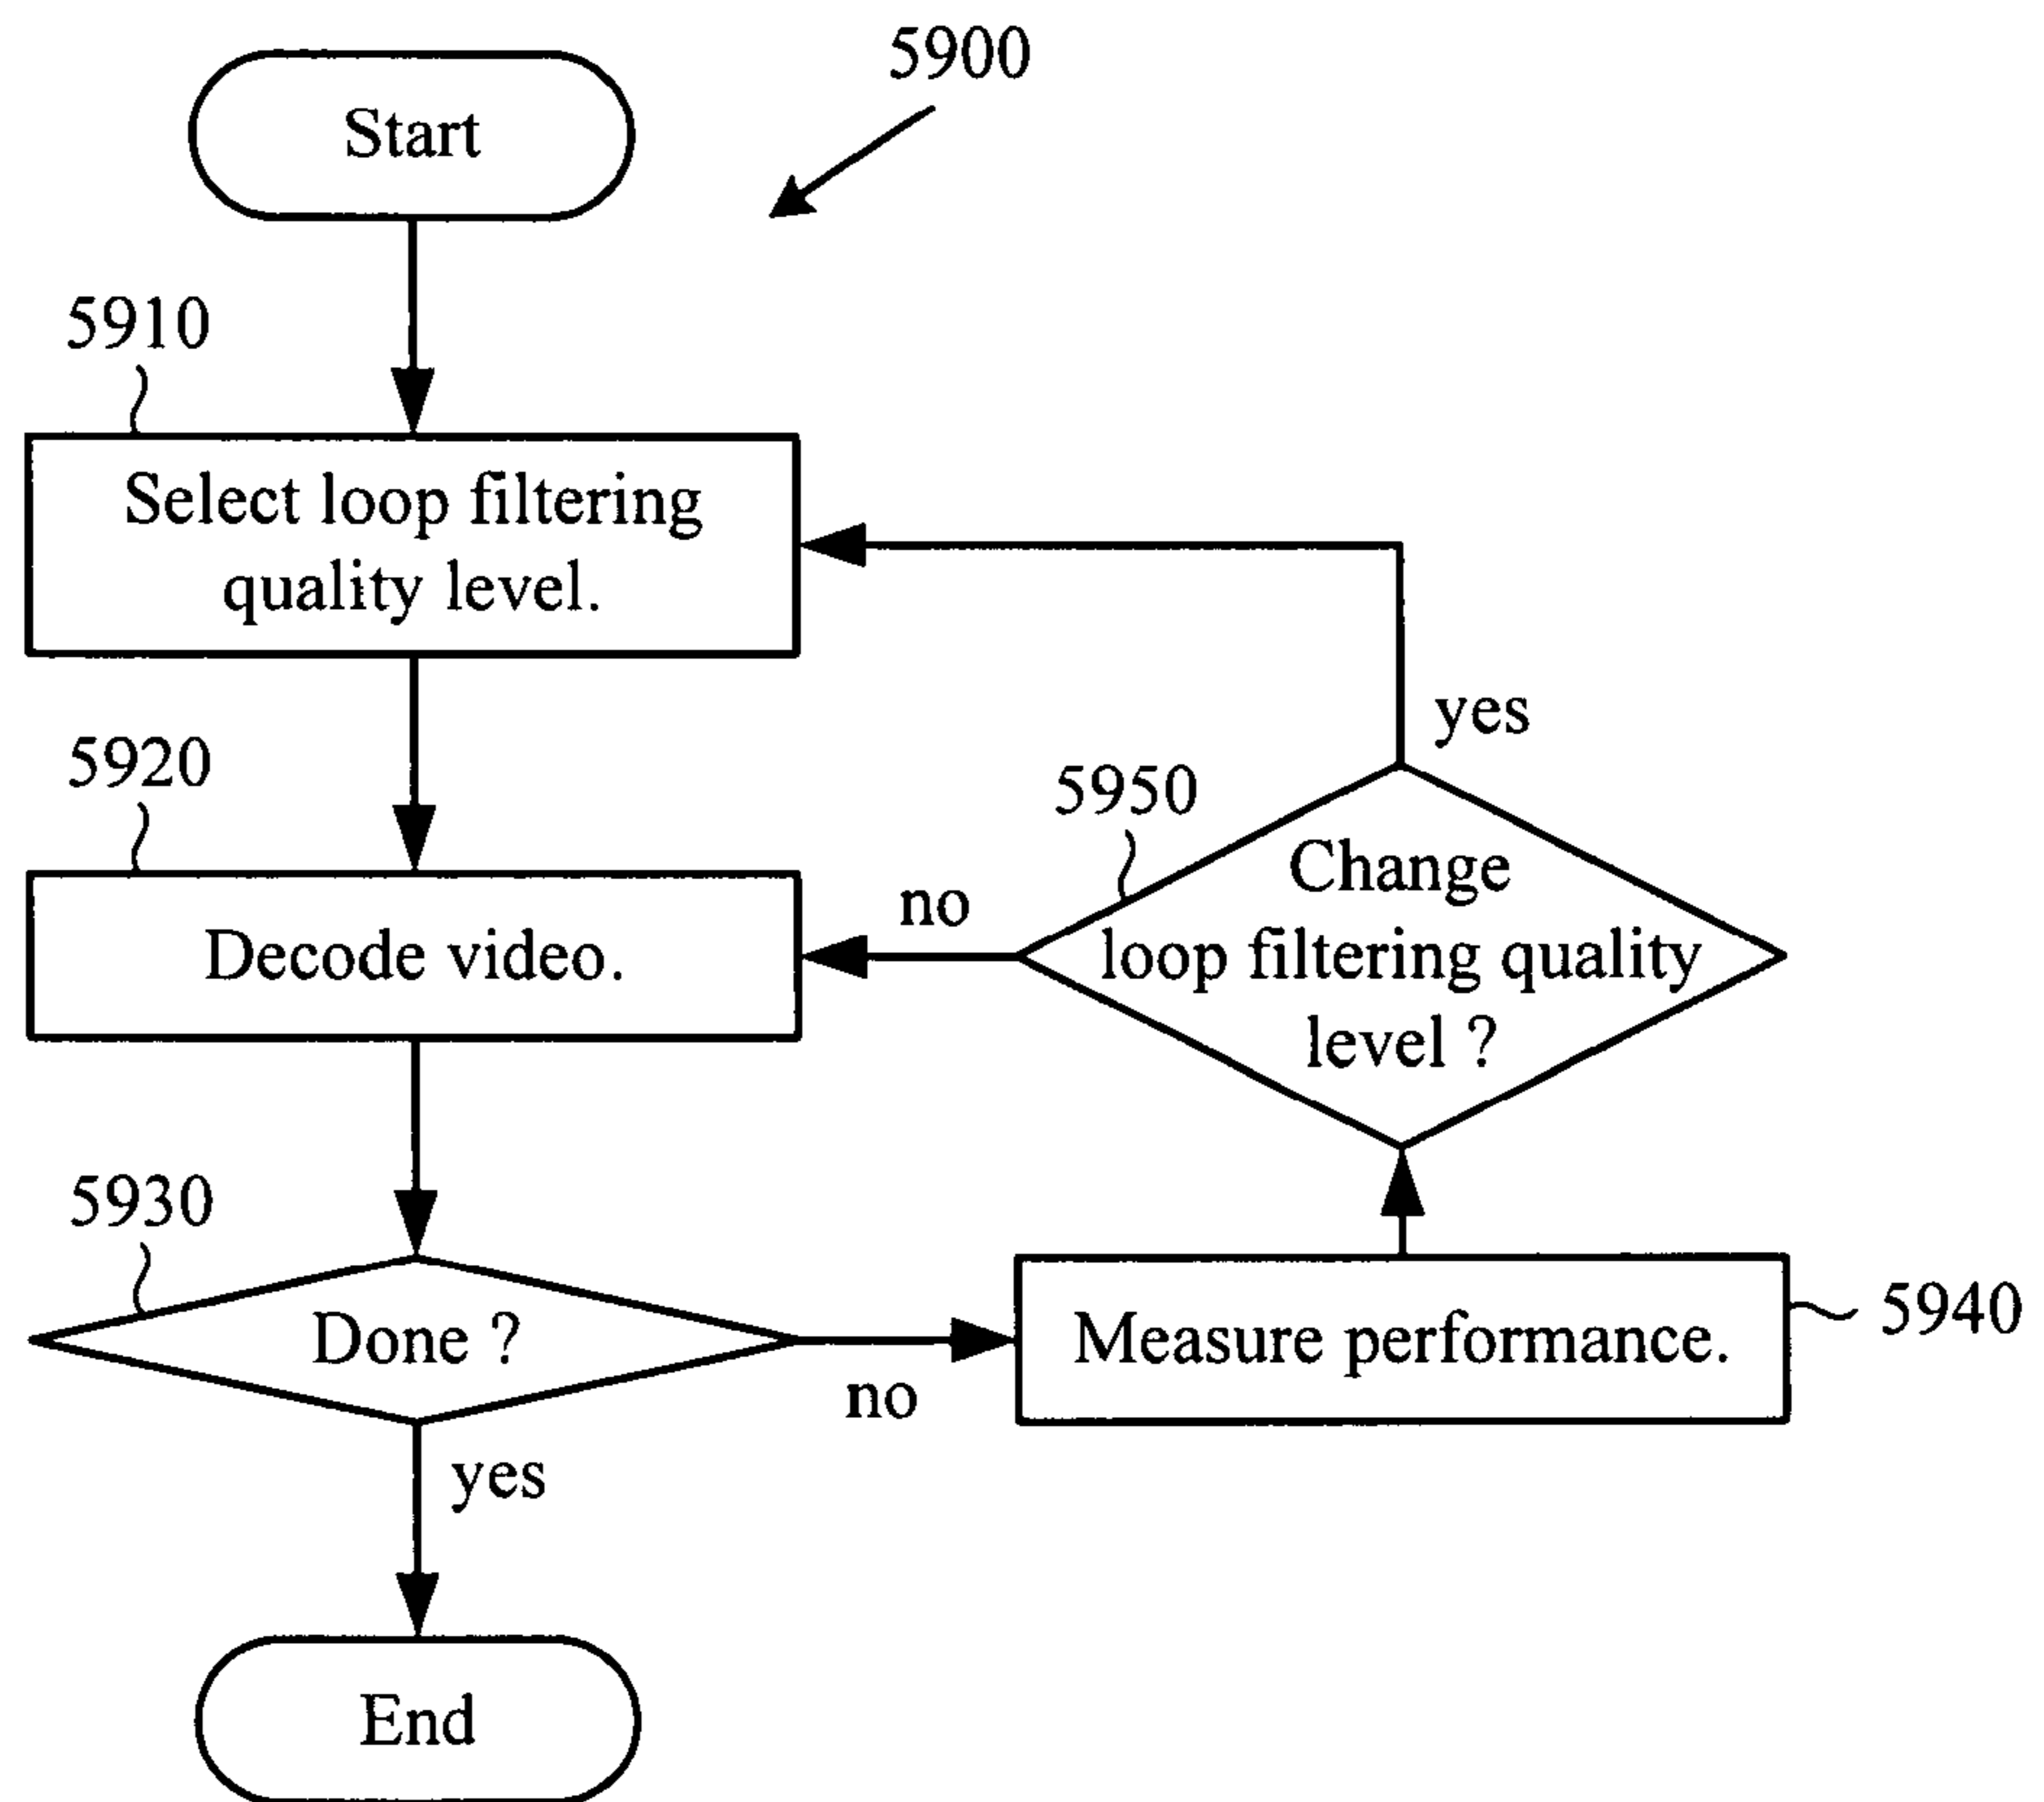 Start
5900
5910
Select loop filtering
quality level.
5920
Decode video.
5930
Done ?
yes
no
5940
Measure performance.
5950
Change
loop filtering quality
level ?
no
yes
End